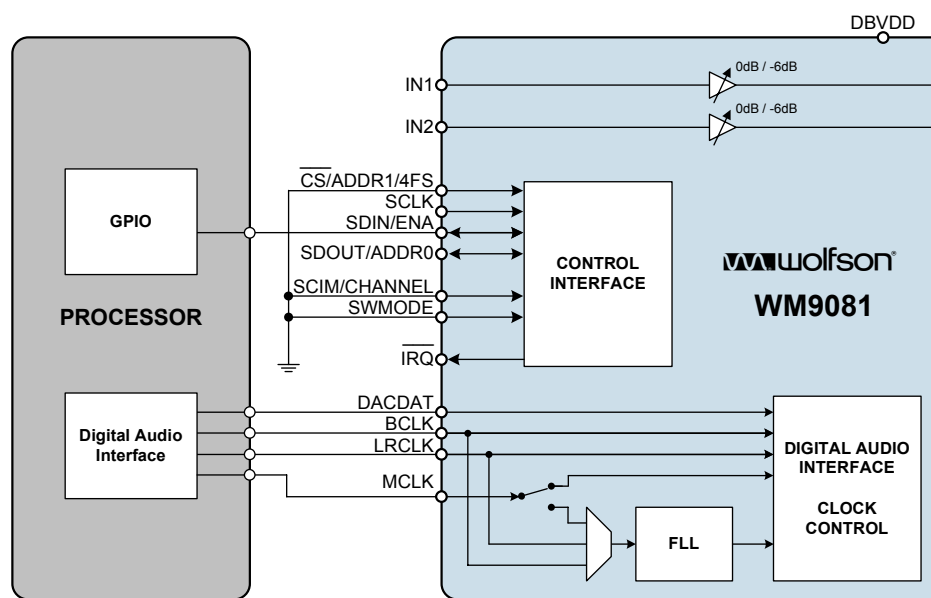 DBVDD
IN1
0dB / -6dB
IN2
0dB / -6dB
CS/ADDR1/4FS
SCLK
SDIN/ENA
SDOUT/ADDR0
SCIM/CHANNEL
SWMODE
IRQ
GPIO
PROCESSOR
CONTROL
INTERFACE
wolfson®
WM9081
DACDAT
BCLK
LRCLK
MCLK
Digital Audio
Interface
FLL
DIGITAL AUDIO
INTERFACE
CLOCK
CONTROL